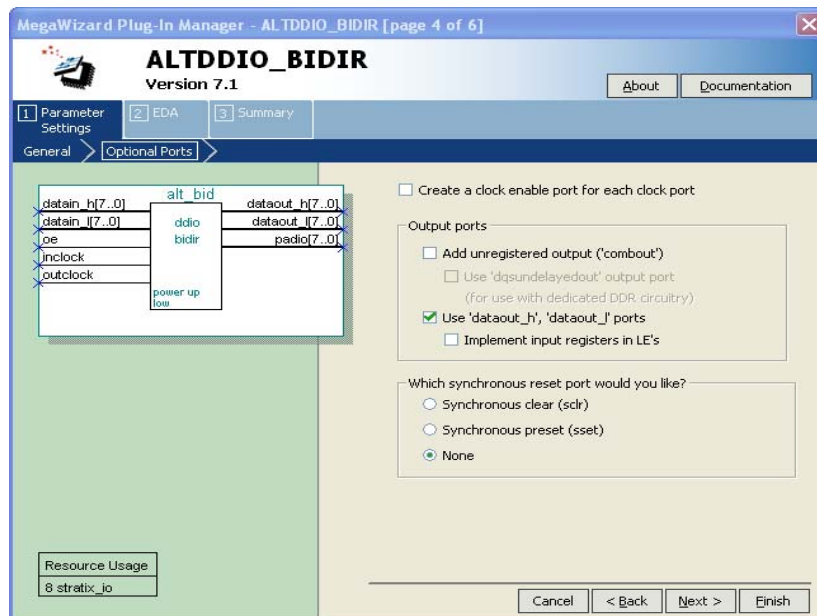 MegaWizard Plug-In Manager - ALTDDIO_BIDIR [page 4 of 6]
ALTDDIO_BIDIR
Version 7.1
About
Documentation
1 Parameter Settings
2 EDA
3 Summary
General
Optional Ports
alt_bid
datain_h[7..0]
dataout_h[7..0]
datain_l[7..0]
ddio
dataout_l[7..0]
oe
bidir
padio[7..0]
inclock
outclock
power up
low
Resource Usage
8 stratix_io
Create a clock enable port for each clock port
Output ports
Add unregistered output ('combout')
Use 'dqsundelayedout' output port
(for use with dedicated DDR circuitry)
Use 'dataout_h', 'dataout_l' ports
Implement input registers in LE's
Which synchronous reset port would you like?
Synchronous clear (sclr)
Synchronous preset (sset)
None
Cancel
< Back
Next >
Finish